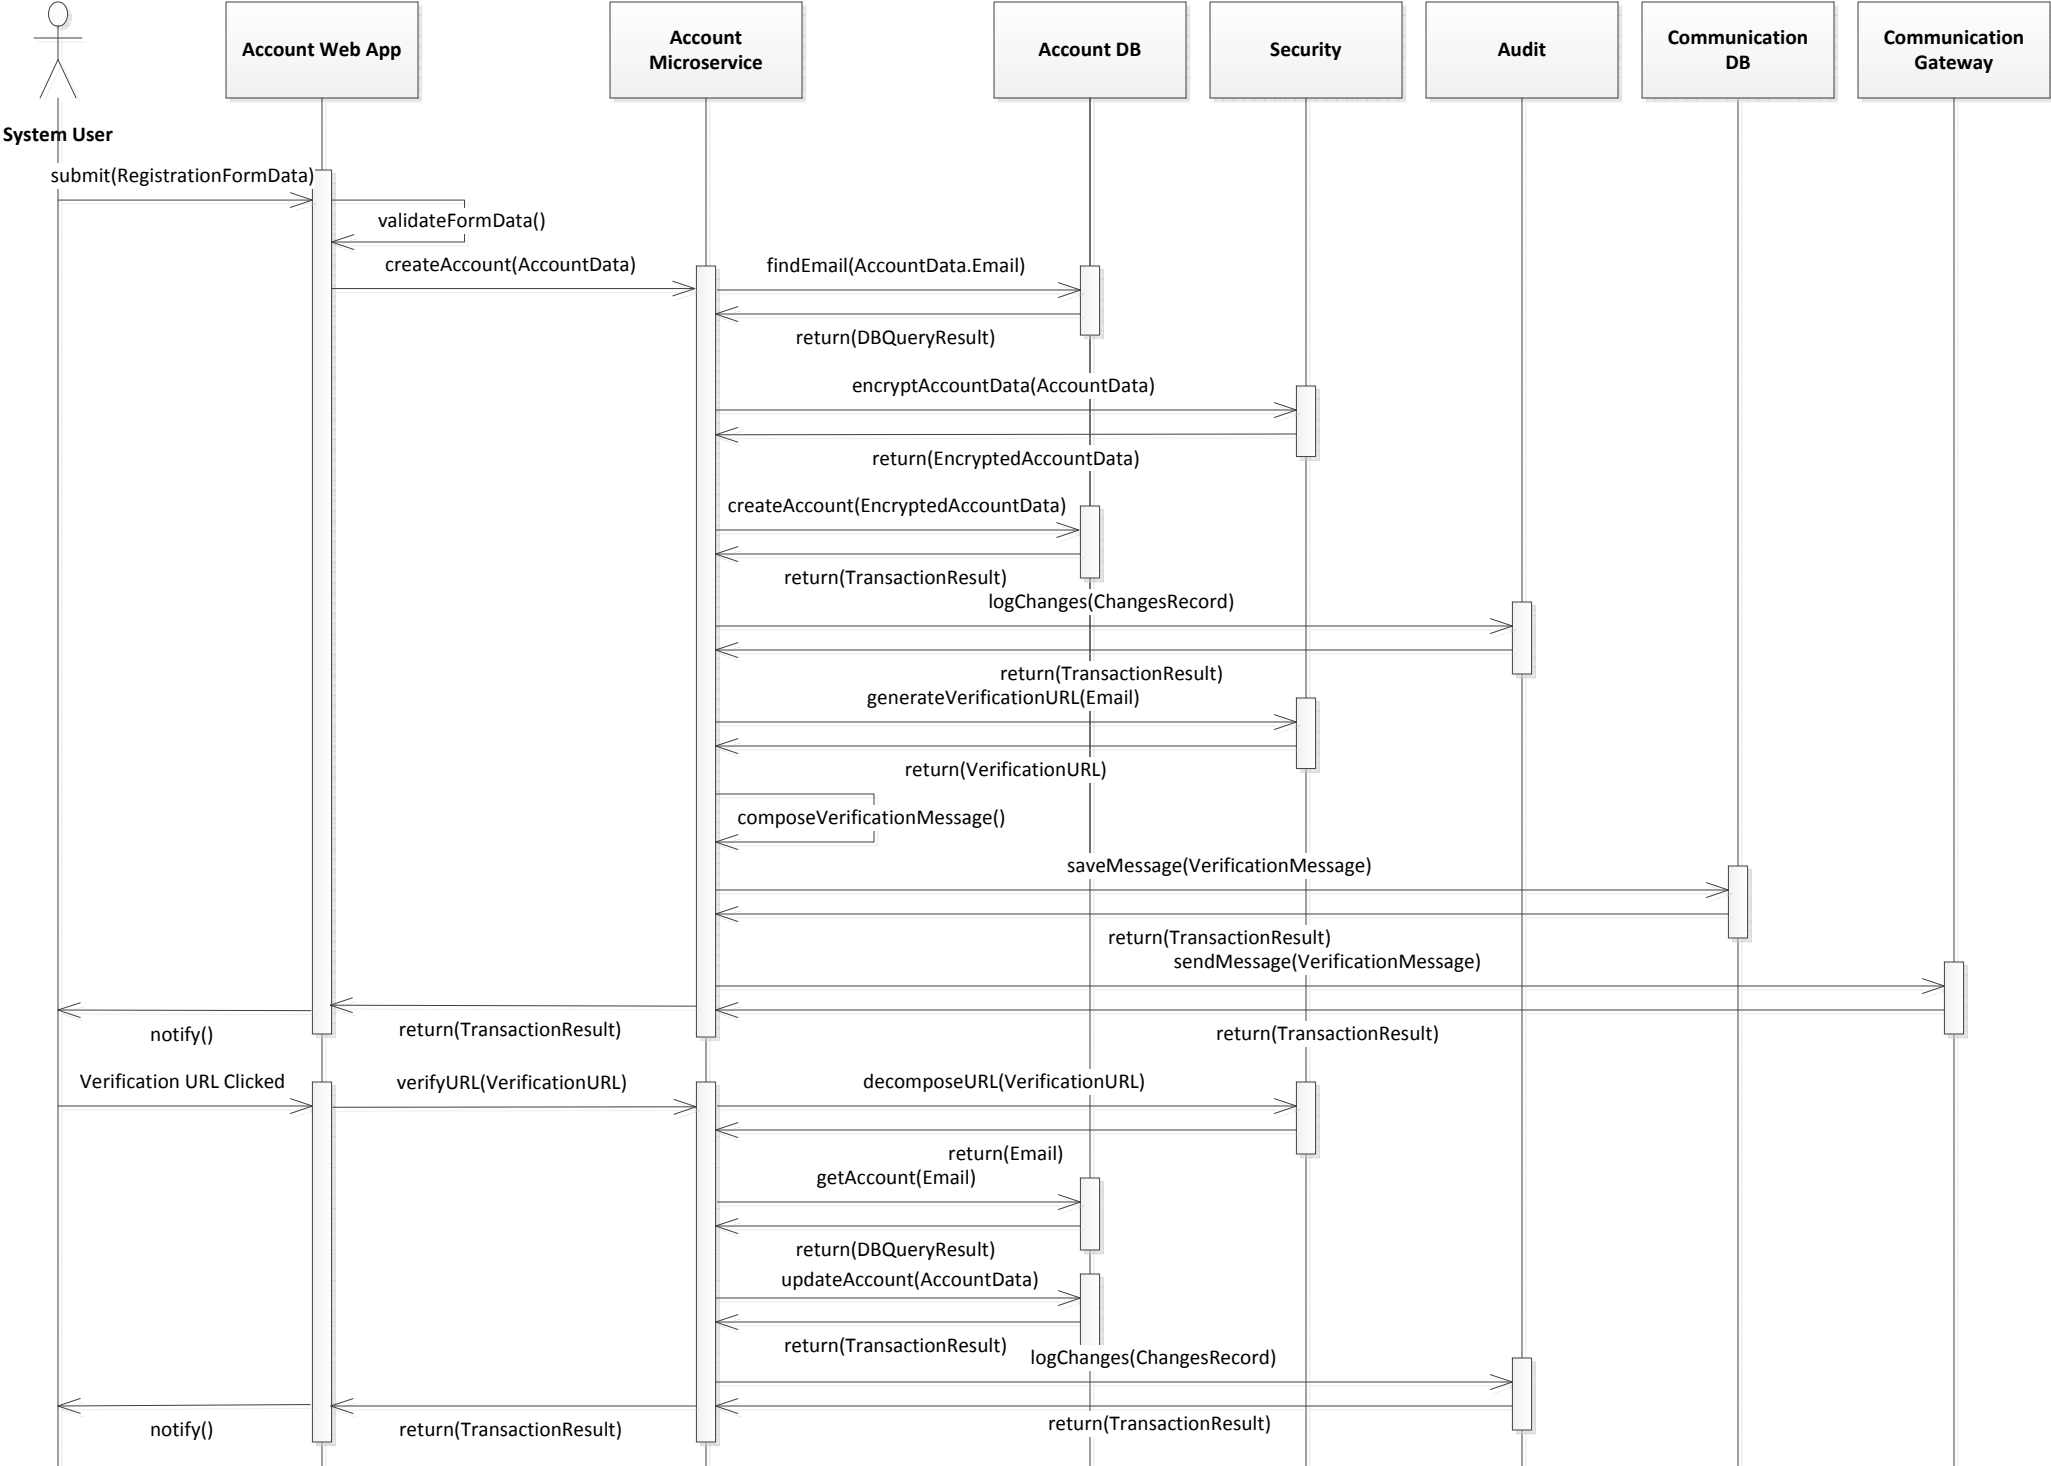 Account Web App
Account
Microservice
Account DB
Security
Audit
Communication
DB
Communication
Gateway
System User
submit(RegistrationFormData)
validateFormData()
createAccount(AccountData)
findEmail(AccountData.Email)
return(DBQueryResult)
encryptAccountData(AccountData)
return(EncryptedAccountData)
createAccount(EncryptedAccountData)
return(TransactionResult)
logChanges(ChangesRecord)
return(TransactionResult)
generateVerificationURL(Email)
return(VerificationURL)
composeVerificationMessage()
saveMessage(VerificationMessage)
return(TransactionResult)
sendMessage(VerificationMessage)
notify()
return(TransactionResult)
return(TransactionResult)
Verification URL Clicked
verifyURL(VerificationURL)
decomposeURL(VerificationURL)
return(Email)
getAccount(Email)
return(DBQueryResult)
updateAccount(AccountData)
return(TransactionResult)
logChanges(ChangesRecord)
notify()
return(TransactionResult)
return(TransactionResult)